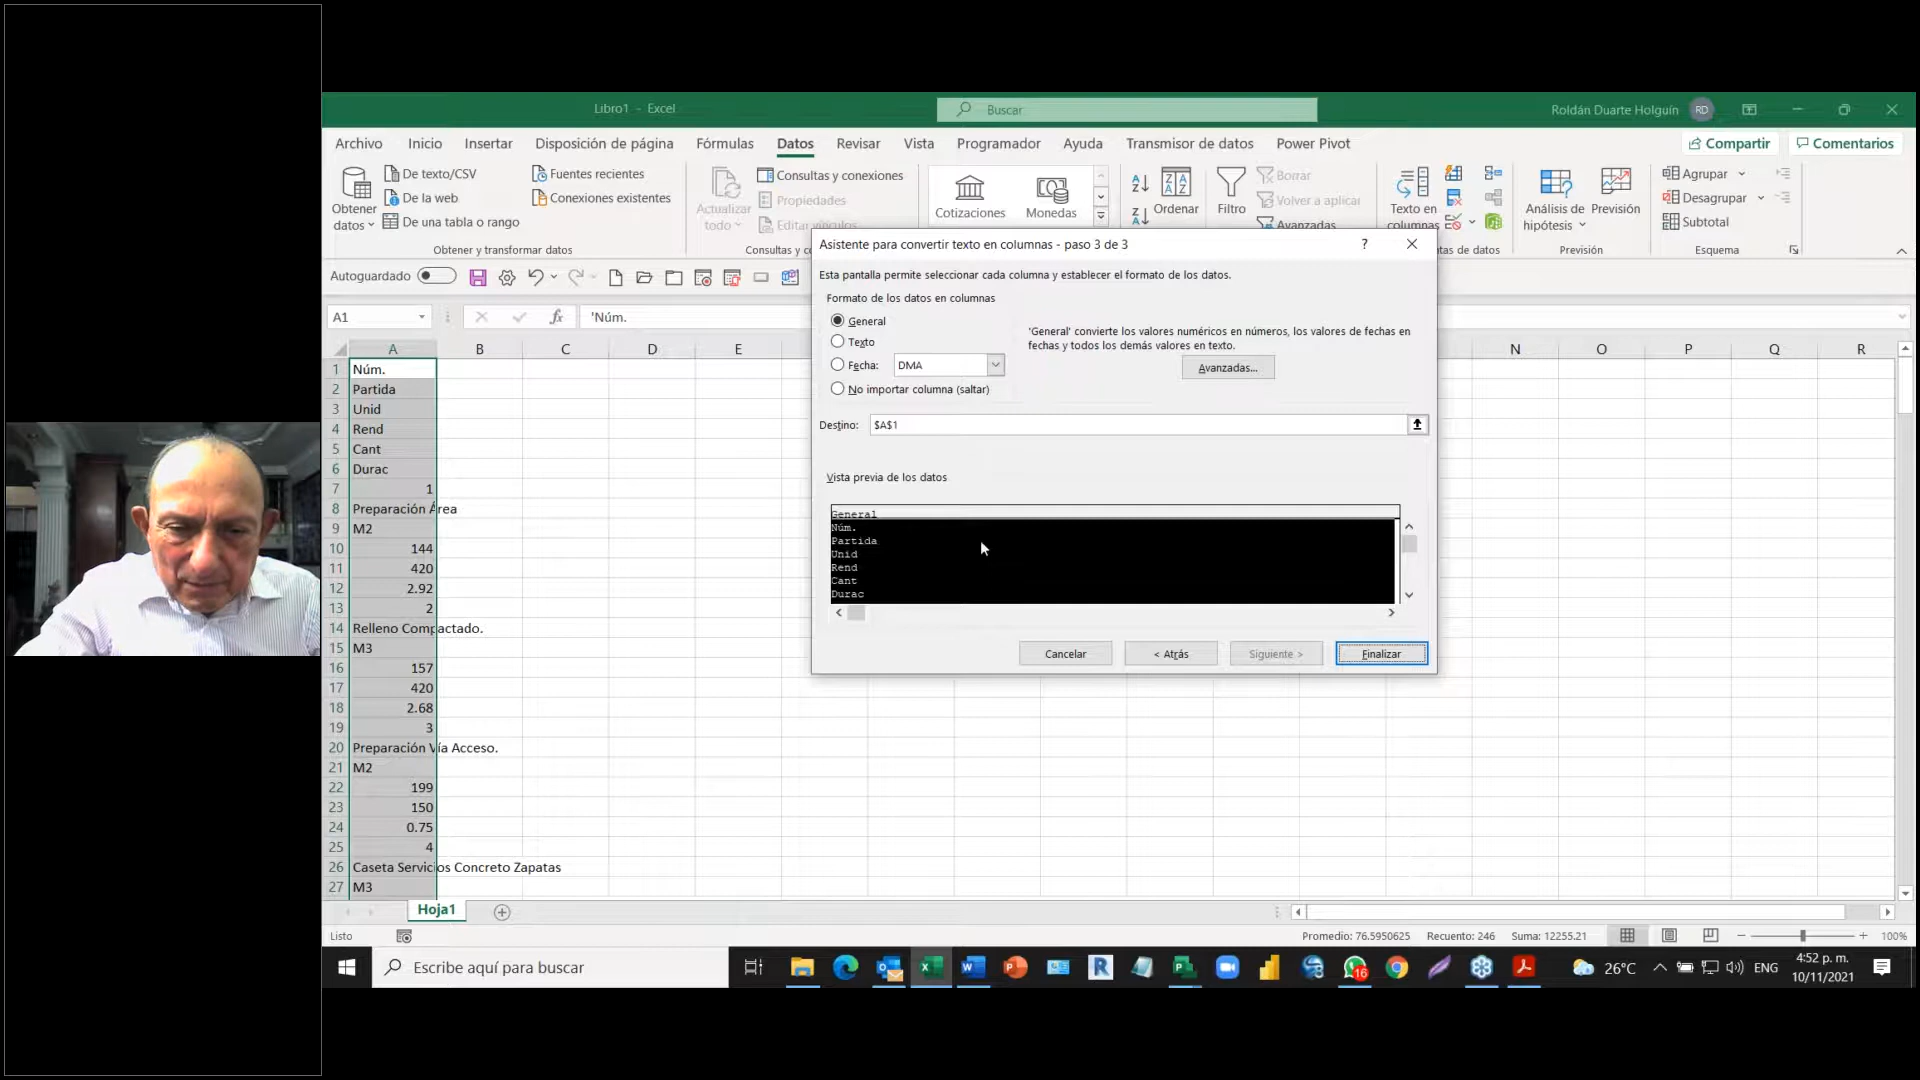 Libro1 - Excel
Buscar
Roldán Duarte Holguín
RD
Archivo
Inicio
Insertar
Disposición de página
Fórmulas
Datos
Revisar
Vista
Programador
Ayuda
Transmisor de datos
Power Pivot
Compartir
Comentarios
Obtener
datos
De texto/CSV
De la web
De una tabla o rango
Fuentes recientes
Conexiones existentes
Obtener y transformar datos
Actualizar
todo
Consultas y conexiones
Propiedades
Editar vínculos
Consultas y co
Cotizaciones
Monedas
Ordenar
Filtro
Borrar
Volver a aplicar
Avanzadas
Texto en
columnas
as de datos
Análisis de
hipótesis
Previsión
Previsión
Agrupar
Desagrupar
Subtotal
Esquema
Autoguardado
A1
fx
'Núm.
A B C D E N O P Q R
1 Núm.
2 Partida
3 Unid
4 Rend
5 Cant
6 Durac
7 1
8 Preparación Área
9 M2
10 144
11 420
12 2.92
13 2
14 Relleno Compactado.
15 M3
16 157
17 420
18 2.68
19 3
20 Preparación Vía Acceso.
21 M2
22 199
23 150
24 0.75
25 4
26 Caseta Servicios Concreto Zapatas
27 M3
Asistente para convertir texto en columnas - paso 3 de 3
?
Esta pantalla permite seleccionar cada columna y establecer el formato de los datos.
Formato de los datos en columnas
General
Texto
Fecha: DMA
No importar columna (saltar)
'General' convierte los valores numéricos en números, los valores de fechas en
fechas y todos los demás valores en texto.
Avanzadas...
Destino: $A$1
Vista previa de los datos
General
Núm.
Partida
Unid
Rend
Cant
Durac
Cancelar
< Atrás
Siguiente >
Finalizar
Hoja1
Listo
Promedio: 76.5950625 Recuento: 246 Suma: 12255.21
100%
Escribe aquí para buscar
16
26°C
ENG
4:52 p. m.
10/11/2021